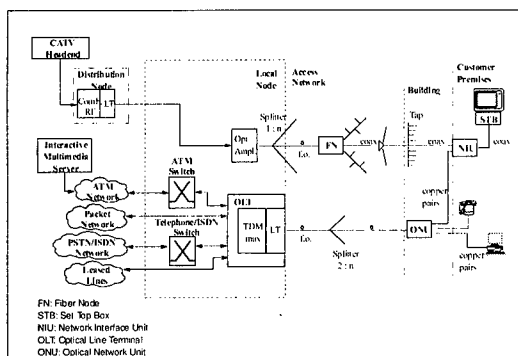 CATV
Headend
Distribution
Node
Comb
RF
LT
Local
Node
Access
Network
Building
Customer
Premises
Splitter
1 : n
Opt
Ampl.
f.o.
FN
coax
Tap
coax
NIU
STB
coax
Interactive
Multimedia
Server
ATM
Switch
ATM
Network
Packet
Network
Telephone/ISDN
Switch
PSTN/ISDN
Network
Leased
Lines
OLT
TDM
mux
LT
f.o.
Splitter
2 : n
copper
pairs
ONU
copper
pairs
FN: Fiber Node
STB: Set Top Box
NIU: Network Interface Unit
OLT: Optical Line Terminal
ONU: Optical Network Unit